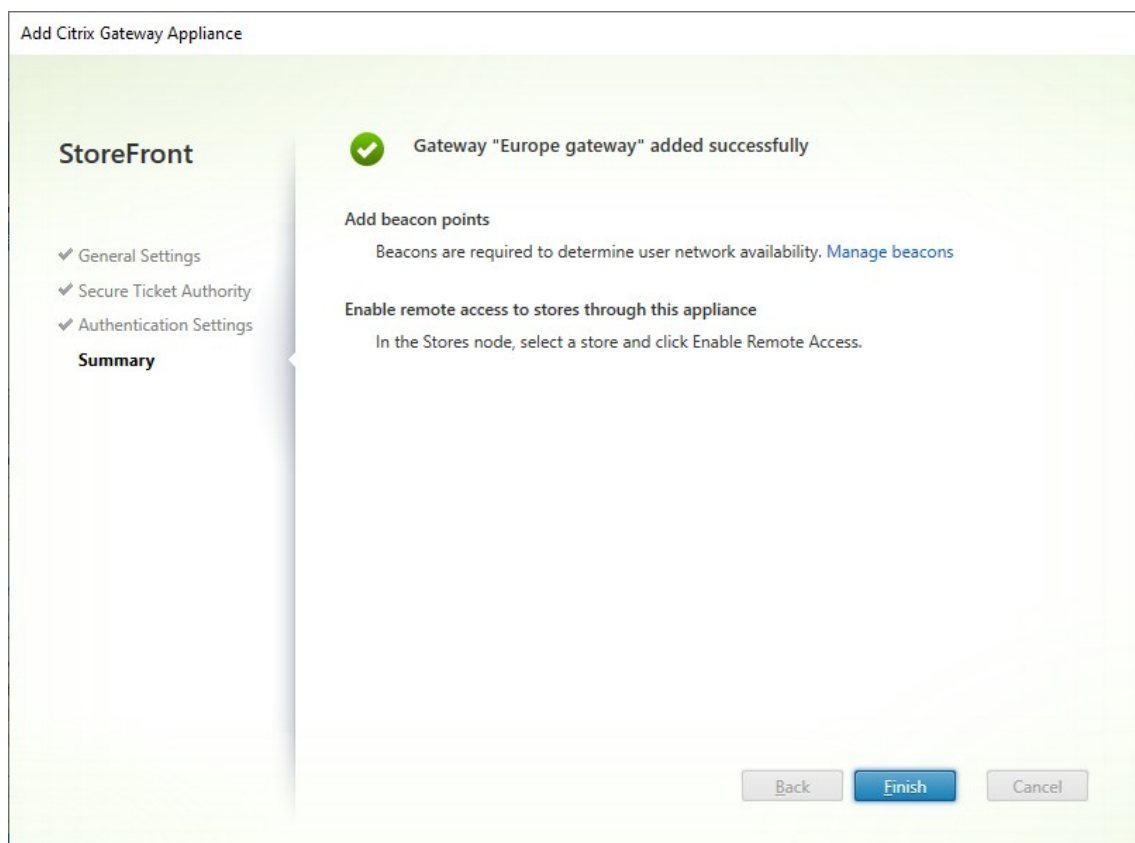 Add Citrix Gateway Appliance
StoreFront
General Settings
Secure Ticket Authority
Authentication Settings
Summary
Gateway "Europe gateway" added successfully
Add beacon points
Beacons are required to determine user network availability. Manage beacons
Enable remote access to stores through this appliance
In the Stores node, select a store and click Enable Remote Access.
Back Finish Cancel